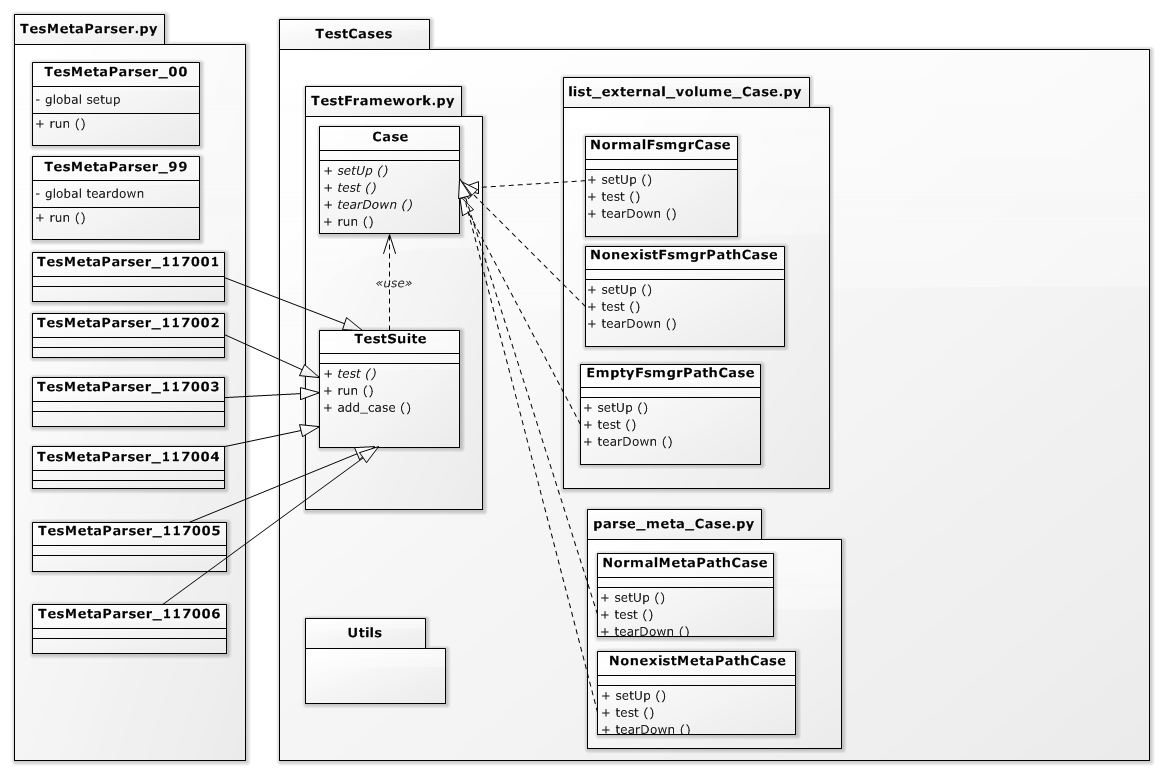 TesMetaParser.py
TesMetaParser_00
- global setup
+ run ()
TesMetaParser_99
- global teardown
+ run ()
TesMetaParser_117001
TesMetaParser_117002
TesMetaParser_117003
TesMetaParser_117004
TesMetaParser_117005
TesMetaParser_117006
TestCases
TestFramework.py
Case
+ setUp ()
+ test ()
+ tearDown ()
+ run ()
«use»
TestSuite
+ test ()
+ run ()
+ add_case ()
Utils
list_external_volume_Case.py
NormalFsmgrCase
+ setUp ()
+ test ()
+ tearDown ()
NonexistFsmgrPathCase
+ setUp ()
+ test ()
+ tearDown ()
EmptyFsmgrPathCase
+ setUp ()
+ test ()
+ tearDown ()
parse_meta_Case.py
NormalMetaPathCase
+ setUp ()
+ test ()
+ tearDown ()
NonexistMetaPathCase
+ setUp ()
+ test ()
+ tearDown ()